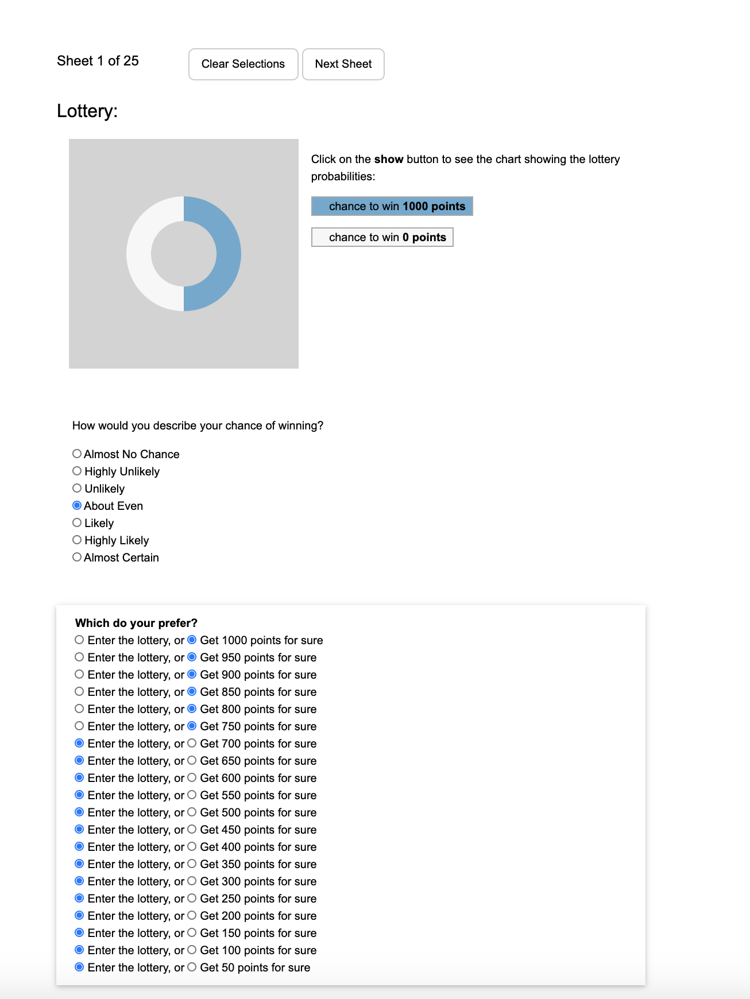 Sheet 1 of 25
Clear Selections
Next Sheet
Lottery:
Click on the show button to see the chart showing the lottery
probabilities:
chance to win 1000 points
chance to win 0 points
How would you describe your chance of winning?
Almost No Chance
Highly Unlikely
Unlikely
About Even
Likely
Highly Likely
Almost Certain
Which do your prefer?
Enter the lottery, or Get 1000 points for sure
Enter the lottery, or Get 950 points for sure
Enter the lottery, or Get 900 points for sure
Enter the lottery, or Get 850 points for sure
Enter the lottery, or Get 800 points for sure
Enter the lottery, or Get 750 points for sure
Enter the lottery, or Get 700 points for sure
Enter the lottery, or Get 650 points for sure
Enter the lottery, or Get 600 points for sure
Enter the lottery, or Get 550 points for sure
Enter the lottery, or Get 500 points for sure
Enter the lottery, or Get 450 points for sure
Enter the lottery, or Get 400 points for sure
Enter the lottery, or Get 350 points for sure
Enter the lottery, or Get 300 points for sure
Enter the lottery, or Get 250 points for sure
Enter the lottery, or Get 200 points for sure
Enter the lottery, or Get 150 points for sure
Enter the lottery, or Get 100 points for sure
Enter the lottery, or Get 50 points for sure